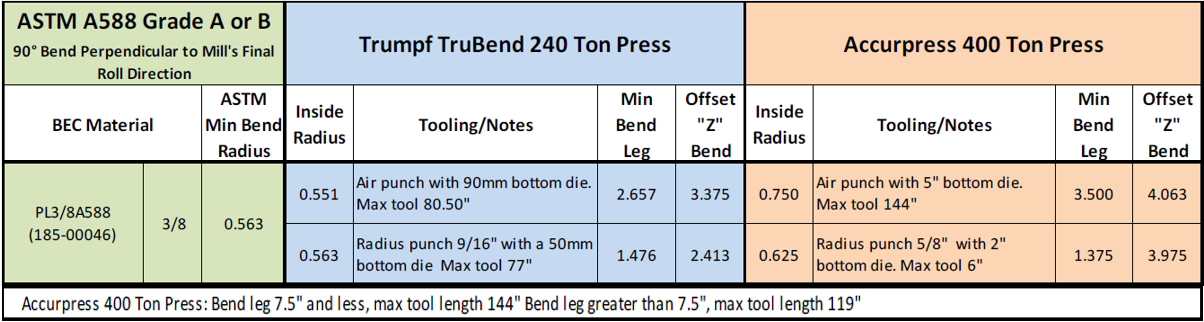 ASTM A588 Grade A or B
90° Bend Perpendicular to Mill's Final
Roll Direction
Trumpf TruBend 240 Ton Press
Accurpress 400 Ton Press
BEC Material
ASTM
Min Bend
Radius
Inside
Radius
Tooling/Notes
Min
Bend
Leg
Offset
"Z"
Bend
Inside
Radius
Tooling/Notes
Min
Bend
Leg
Offset
"Z"
Bend
PL3/8A588
(185-00046)
3/8
0.563
0.551
Air punch with 90mm bottom die.
Max tool 80.50"
2.657
3.375
0.750
Air punch with 5" bottom die.
Max tool 144"
3.500
4.063
0.563
Radius punch 9/16" with a 50mm
bottom die Max tool 77"
1.476
2.413
0.625
Radius punch 5/8" with 2"
bottom die. Max tool 6"
1.375
3.975
Accurpress 400 Ton Press: Bend leg 7.5" and less, max tool length 144" Bend leg greater than 7.5", max tool length 119"